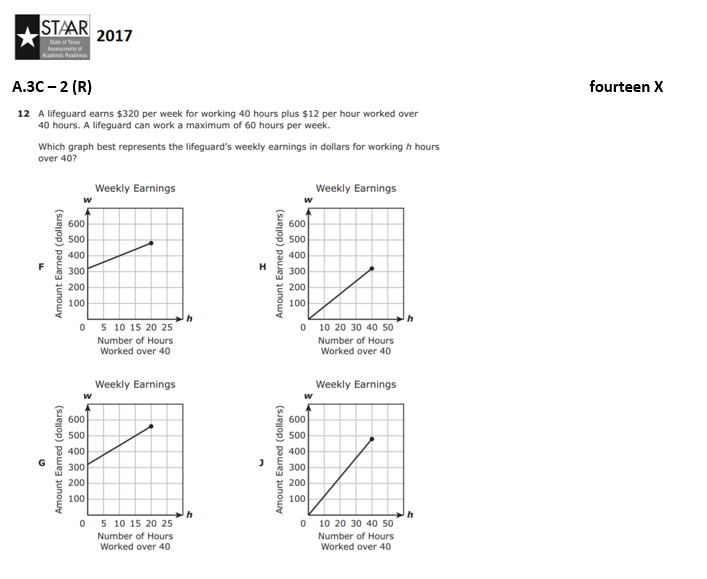 STAAR
State of Texas
Assessments of
Academic Readiness
2017
A.3C – 2 (R)
fourteen X
12 A lifeguard earns $320 per week for working 40 hours plus $12 per hour worked over
40 hours. A lifeguard can work a maximum of 60 hours per week.
Which graph best represents the lifeguard's weekly earnings in dollars for working h hours
over 40?
F
Weekly Earnings
w
Amount Earned (dollars)
600
500
400
300
200
100
0 5 10 15 20 25
h
Number of Hours
Worked over 40
H
Weekly Earnings
w
Amount Earned (dollars)
600
500
400
300
200
100
0 10 20 30 40 50
h
Number of Hours
Worked over 40
G
Weekly Earnings
w
Amount Earned (dollars)
600
500
400
300
200
100
0 5 10 15 20 25
h
Number of Hours
Worked over 40
J
Weekly Earnings
w
Amount Earned (dollars)
600
500
400
300
200
100
0 10 20 30 40 50
h
Number of Hours
Worked over 40